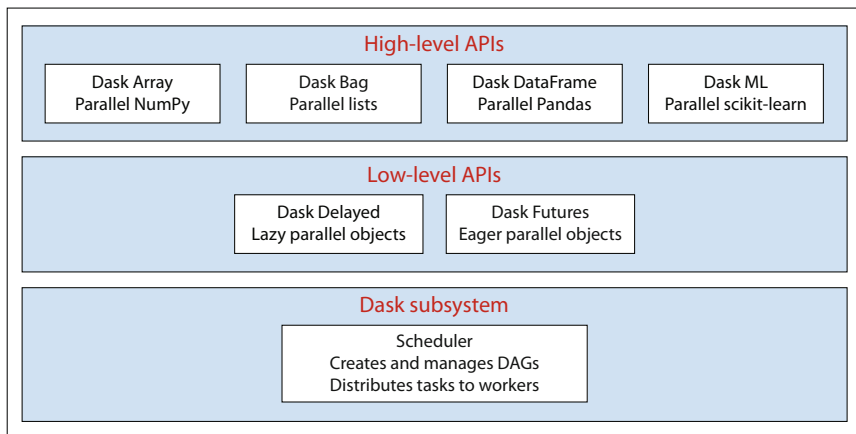 High-level APIs
Dask Array
Parallel NumPy
Dask Bag
Parallel lists
Dask DataFrame
Parallel Pandas
Dask ML
Parallel scikit-learn
Low-level APIs
Dask Delayed
Lazy parallel objects
Dask Futures
Eager parallel objects
Dask subsystem
Scheduler
Creates and manages DAGs
Distributes tasks to workers